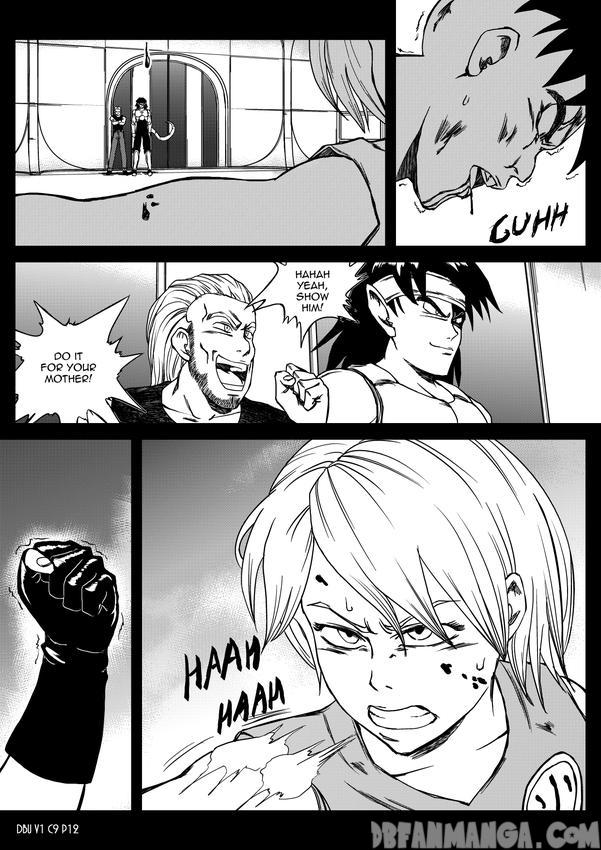 GUHH
DO IT
FOR YOUR
MOTHER!
HAHAH
YEAH,
SHOW
HIM!
HAAH
HAAH
DBU V1 C9 P12
DBFANMANGA.COM